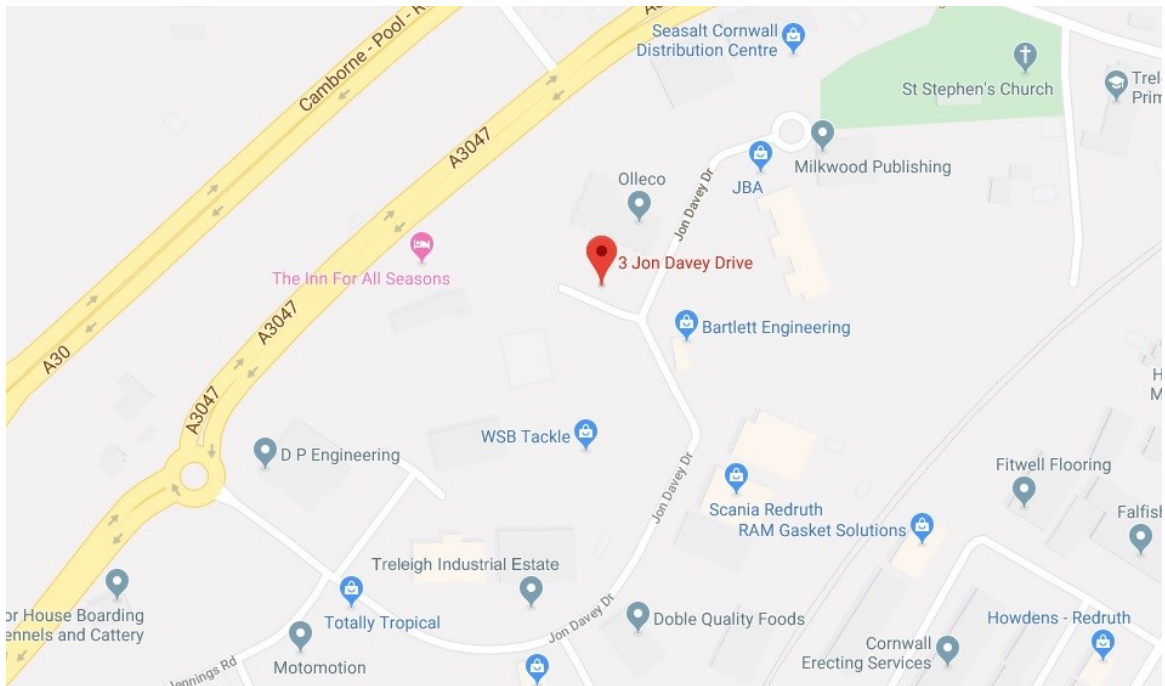 Camborne - Pool - R
A3
Seasalt Cornwall
Distribution Centre
St Stephen's Church
Trel
Prim
A3047
Olleco
JBA
Milkwood Publishing
Jon Davey Dr
The Inn For All Seasons
3 Jon Davey Drive
A3047
A30
Bartlett Engineering
H
M
A3047
WSB Tackle
D P Engineering
Jon Davey Dr
Scania Redruth
RAM Gasket Solutions
Fitwell Flooring
Falfish
Treleigh Industrial Estate
or House Boarding
ennels and Cattery
Totally Tropical
Jon Davey Dr
Doble Quality Foods
Howdens - Redruth
Cornwall
Erecting Services
Motomotion
Jennings Rd